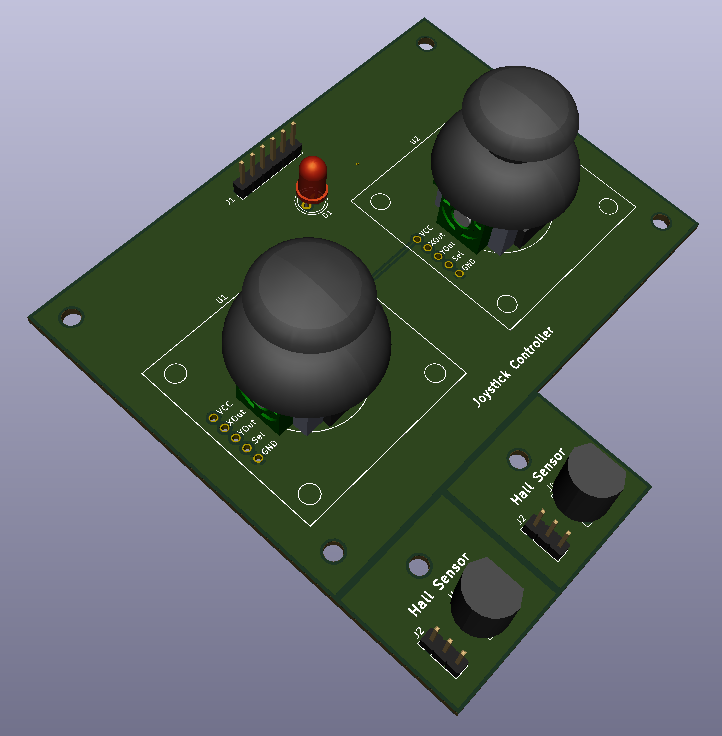 U2
J1
D1
VCC
XOut
YOut
Sel
GND
U1
Joystick Controller
VCC
XOut
YOut
Sel
GND
Hall Sensor
J2
Hall Sensor
J2